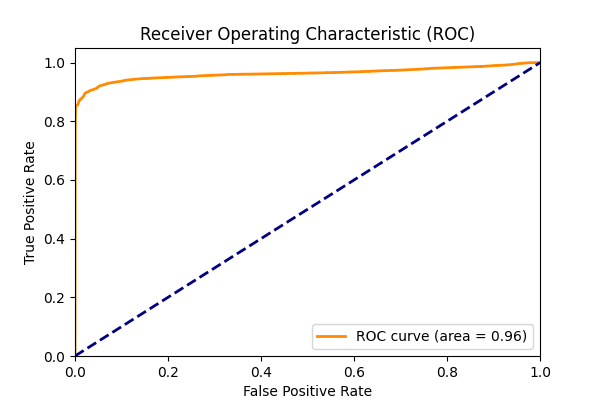 Receiver Operating Characteristic (ROC)
True Positive Rate
1.0
0.8
0.6
0.4
0.2
0.0
ROC curve (area = 0.96)
0.0 0.2 0.4 0.6 0.8 1.0
False Positive Rate